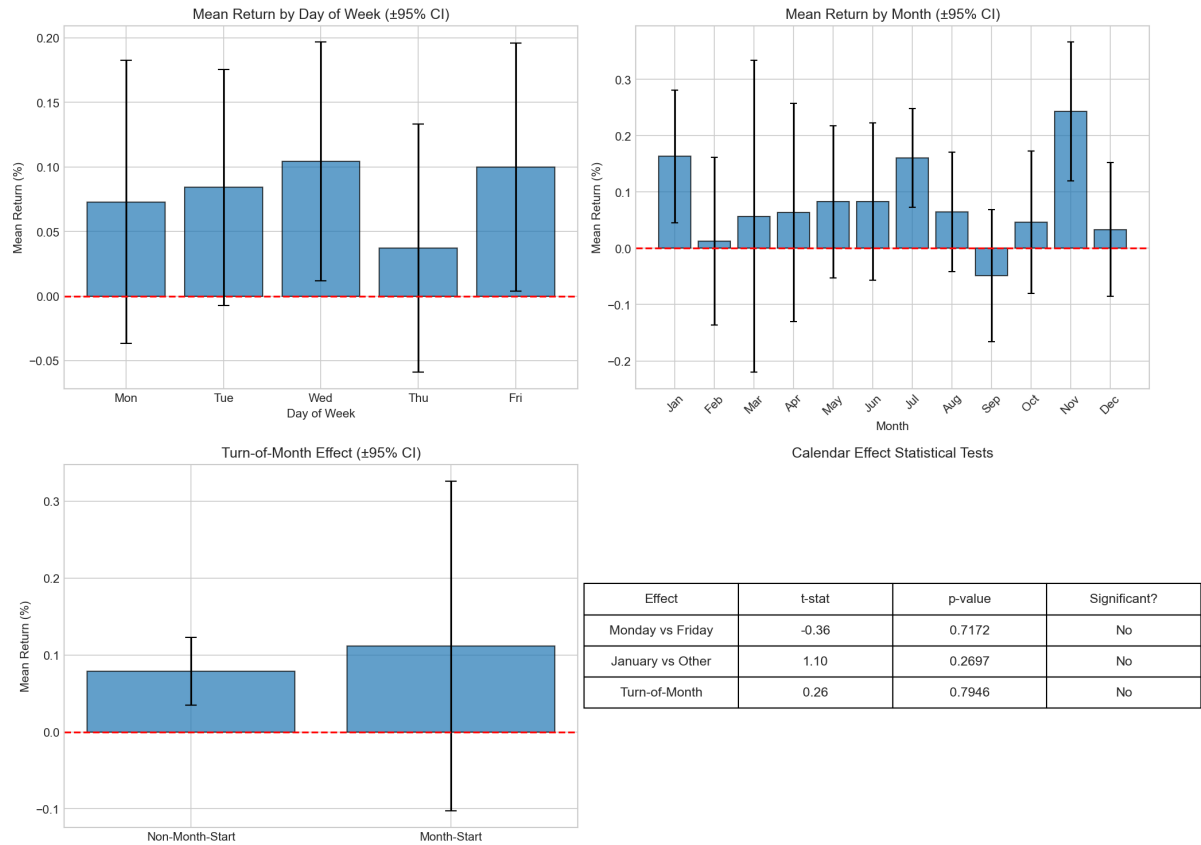 Mean Return by Day of Week (±95% CI)
Mean Return (%)
0.20
0.15
0.10
0.05
0.00
−0.05
Mon Tue Wed Thu Fri
Day of Week
Mean Return by Month (±95% CI)
Mean Return (%)
0.3
0.2
0.1
0.0
−0.1
−0.2
Jan Feb Mar Apr May Jun Jul Aug Sep Oct Nov Dec
Month
Turn-of-Month Effect (±95% CI)
Mean Return (%)
0.3
0.2
0.1
0.0
−0.1
Non-Month-Start Month-Start
Calendar Effect Statistical Tests
Effect t-stat p-value Significant?
Monday vs Friday -0.36 0.7172 No
January vs Other 1.10 0.2697 No
Turn-of-Month 0.26 0.7946 No